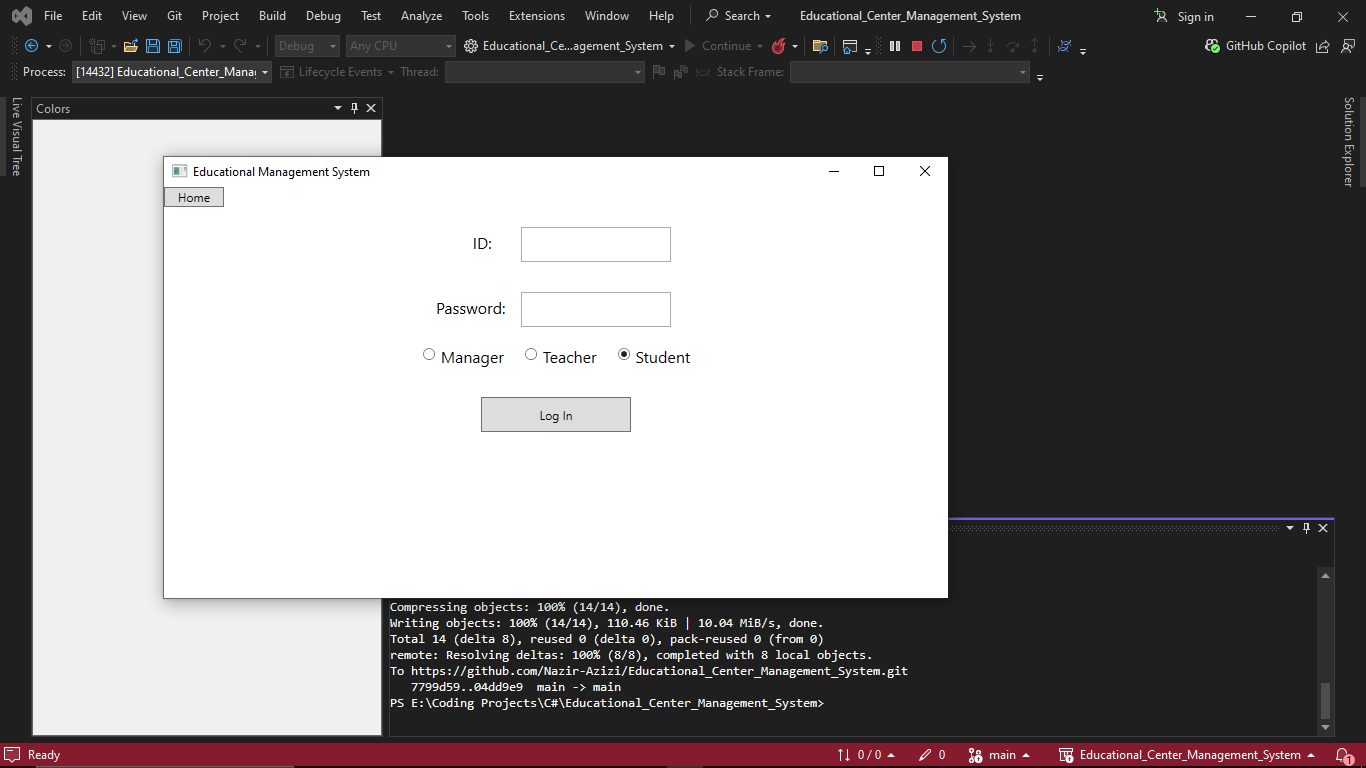 File Edit View Git Project Build Debug Test Analyze Tools Extensions Window Help Search Educational_Center_Management_System Sign in
Debug Any CPU Educational_Ce...agement_System Continue GitHub Copilot
Process: [14432] Educational_Center_Mana Lifecycle Events Thread: Stack Frame:
Live Visual Tree
Colors
Solution Explorer
Educational Management System
Home
ID:
Password:
Manager Teacher Student
Log In
Compressing objects: 100% (14/14), done.
Writing objects: 100% (14/14), 110.46 KiB | 10.04 MiB/s, done.
Total 14 (delta 8), reused 0 (delta 0), pack-reused 0 (from 0)
remote: Resolving deltas: 100% (8/8), completed with 8 local objects.
To https://github.com/Nazir-Azizi/Educational_Center_Management_System.git
7799d59..04dd9e9  main -> main
PS E:\Coding Projects\C#\Educational_Center_Management_System>
Ready 0 / 0 0 main Educational_Center_Management_System 1